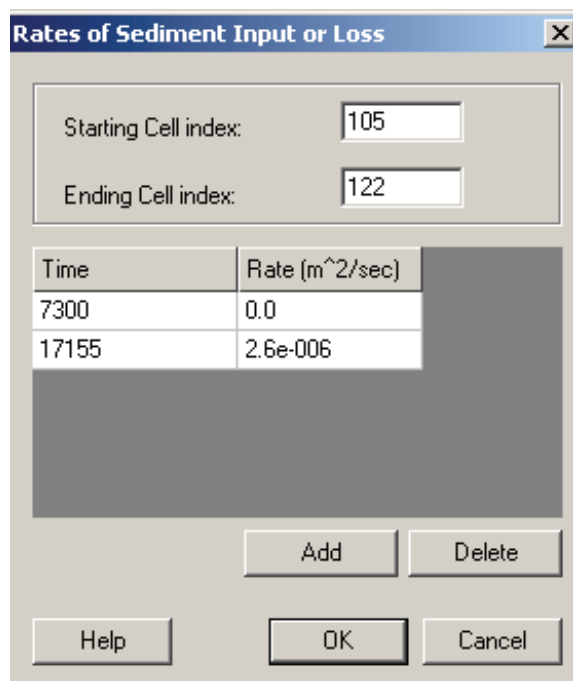 Rates of Sediment Input or Loss
Starting Cell index: 105
Ending Cell index: 122
Time Rate (m^2/sec)
7300 0.0
17155 2.6e-006
Add Delete
Help OK Cancel